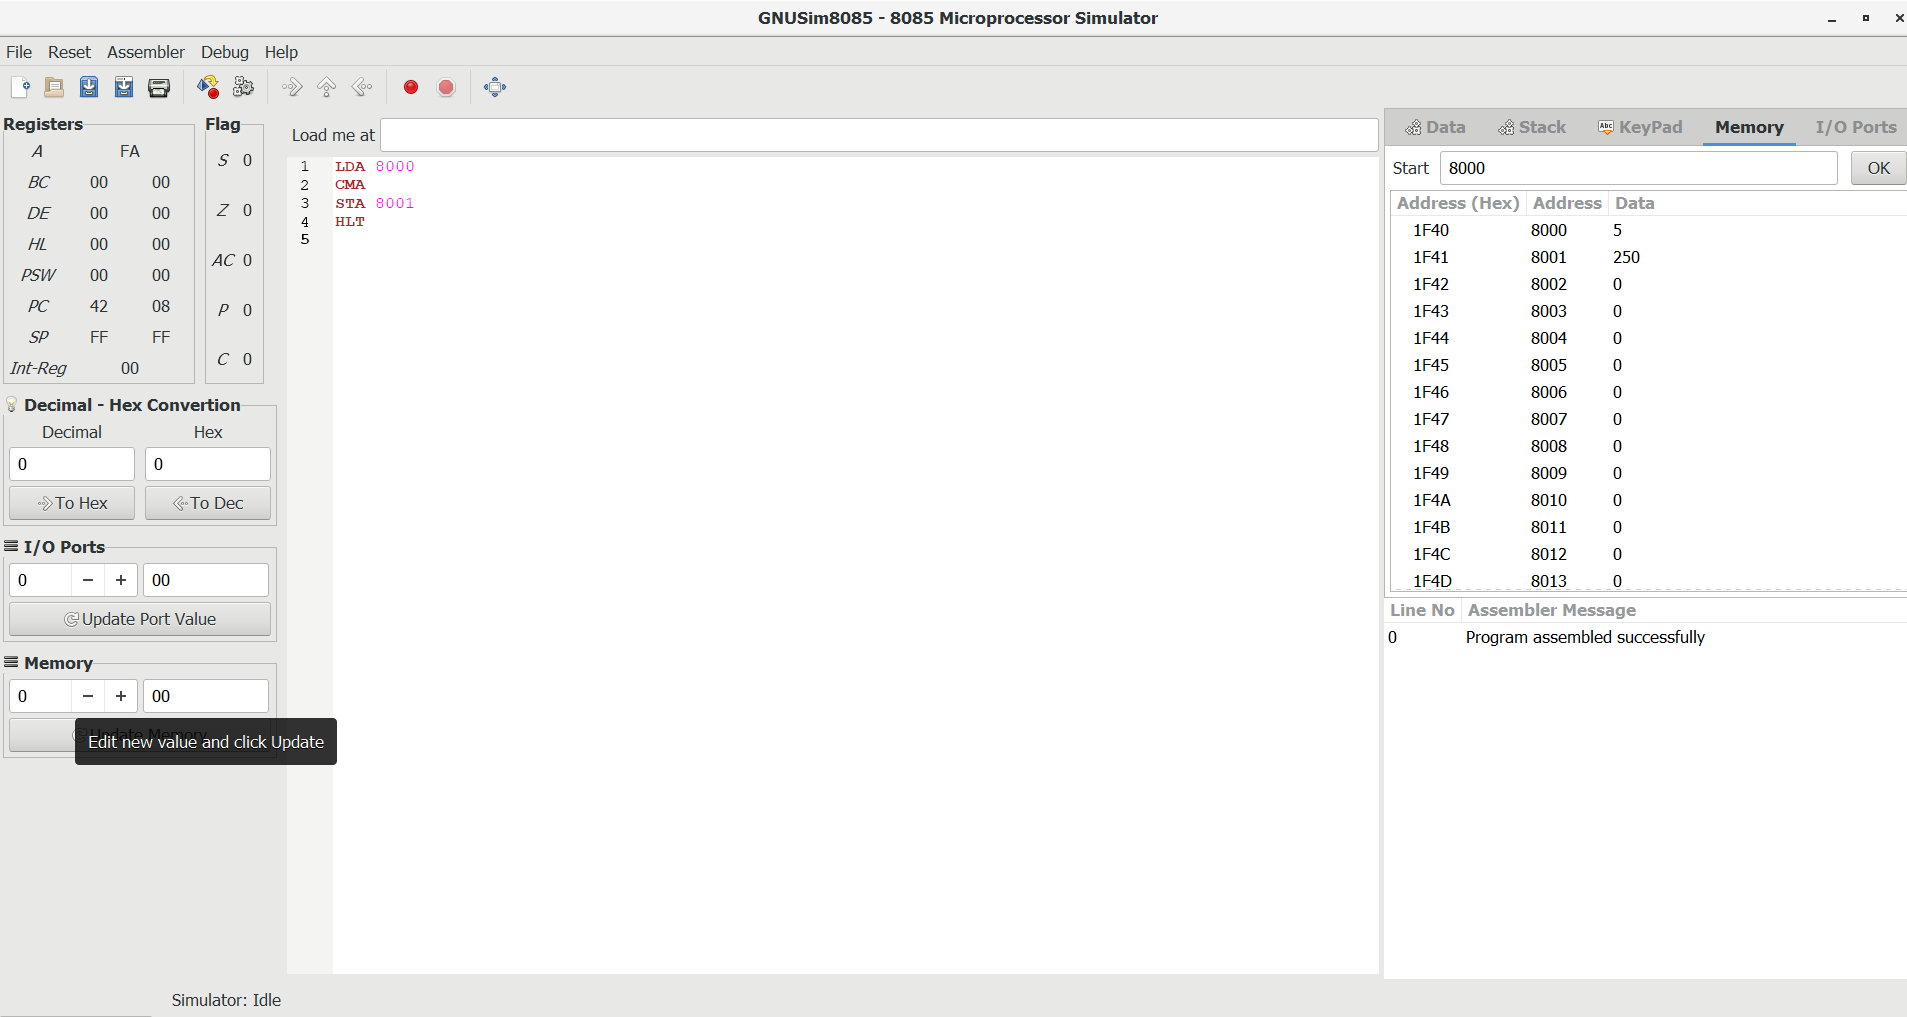 GNUSim8085 - 8085 Microprocessor Simulator
File Reset Assembler Debug Help
Registers
A FA
BC 00 00
DE 00 00
HL 00 00
PSW 00 00
PC 42 08
SP FF FF
Int-Reg 00
Flag
S 0
Z 0
AC 0
P 0
C 0
Decimal - Hex Convertion
Decimal Hex
0 0
To Hex To Dec
I/O Ports
0 − + 00
Update Port Value
Memory
0 − + 00
Update Memory
Edit new value and click Update
Load me at
1 LDA 8000
2 CMA
3 STA 8001
4 HLT
5
Data Stack Abc KeyPad Memory I/O Ports
Start 8000 OK
Address (Hex) Address Data
1F40 8000 5
1F41 8001 250
1F42 8002 0
1F43 8003 0
1F44 8004 0
1F45 8005 0
1F46 8006 0
1F47 8007 0
1F48 8008 0
1F49 8009 0
1F4A 8010 0
1F4B 8011 0
1F4C 8012 0
1F4D 8013 0
Line No Assembler Message
0 Program assembled successfully
Simulator: Idle